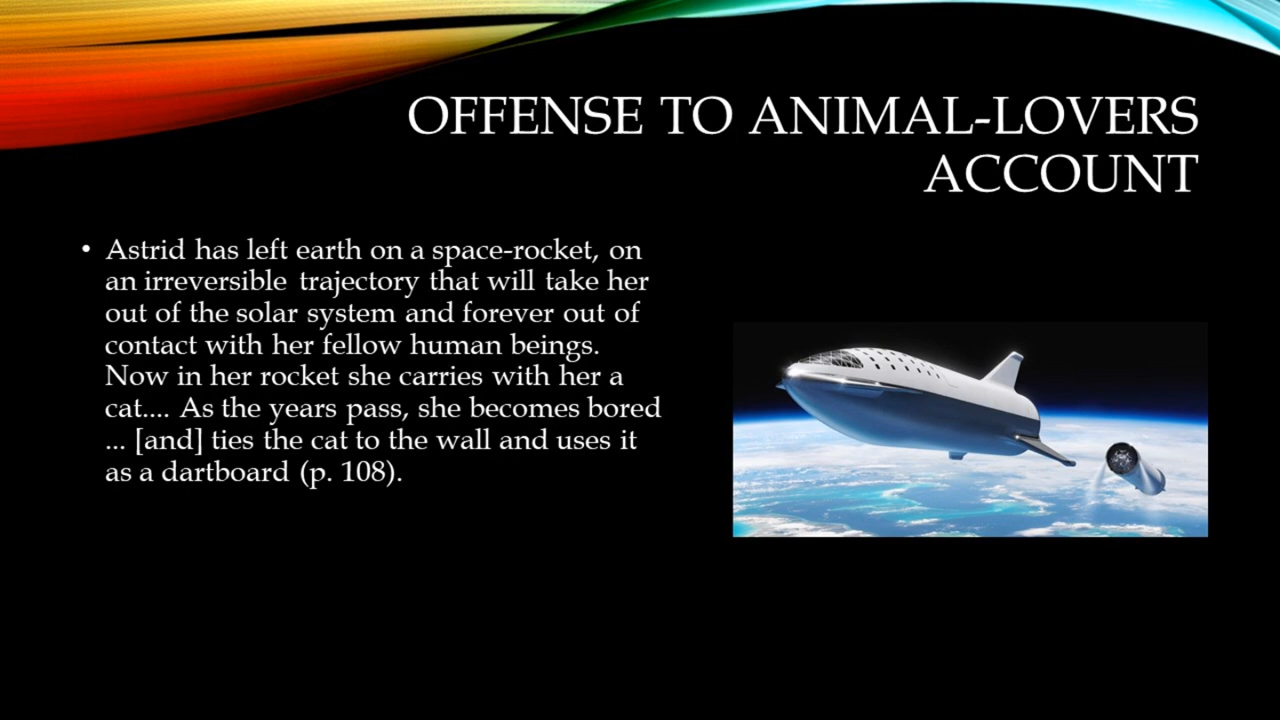 OFFENSE TO ANIMAL-LOVERS
ACCOUNT
• Astrid has left earth on a space-rocket, on
an irreversible trajectory that will take her
out of the solar system and forever out of
contact with her fellow human beings.
Now in her rocket she carries with her a
cat.... As the years pass, she becomes bored
... [and] ties the cat to the wall and uses it
as a dartboard (p. 108).